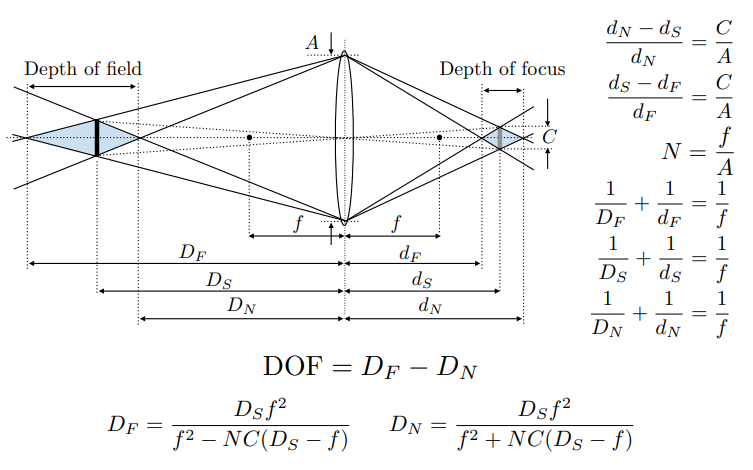 A
Depth of field
Depth of focus
C
f
f
D_F
d_F
D_S
d_S
D_N
d_N
\frac{d_N - d_S}{d_N} = \frac{C}{A}
\frac{d_S - d_F}{d_F} = \frac{C}{A}
N = \frac{f}{A}
\frac{1}{D_F} + \frac{1}{d_F} = \frac{1}{f}
\frac{1}{D_S} + \frac{1}{d_S} = \frac{1}{f}
\frac{1}{D_N} + \frac{1}{d_N} = \frac{1}{f}
DOF = D_F - D_N
D_F = \frac{D_S f^2}{f^2 - NC(D_S - f)}
D_N = \frac{D_S f^2}{f^2 + NC(D_S - f)}